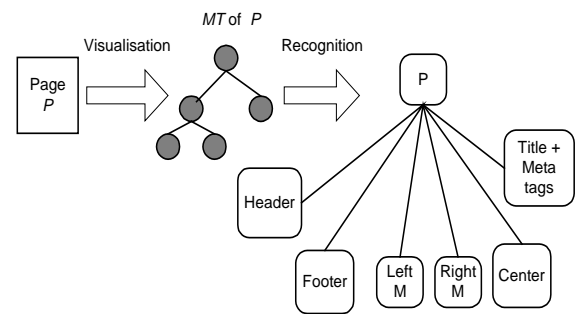 MT of P
Visualisation
Recognition
Page
P
P
Title +
Meta
tags
Header
Footer
Left
M
Right
M
Center